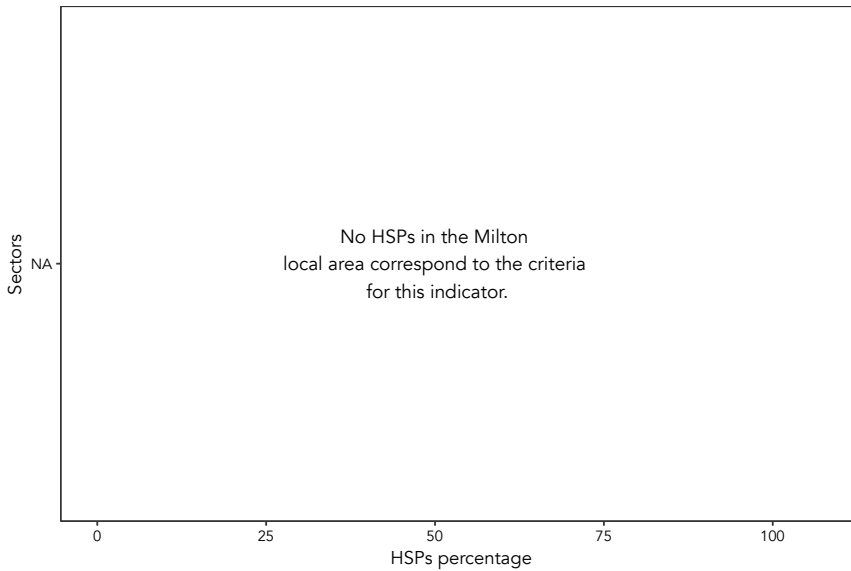 No HSPs in the Milton
local area correspond to the criteria
for this indicator.
Sectors
NA
0 25 50 75 100
HSPs percentage